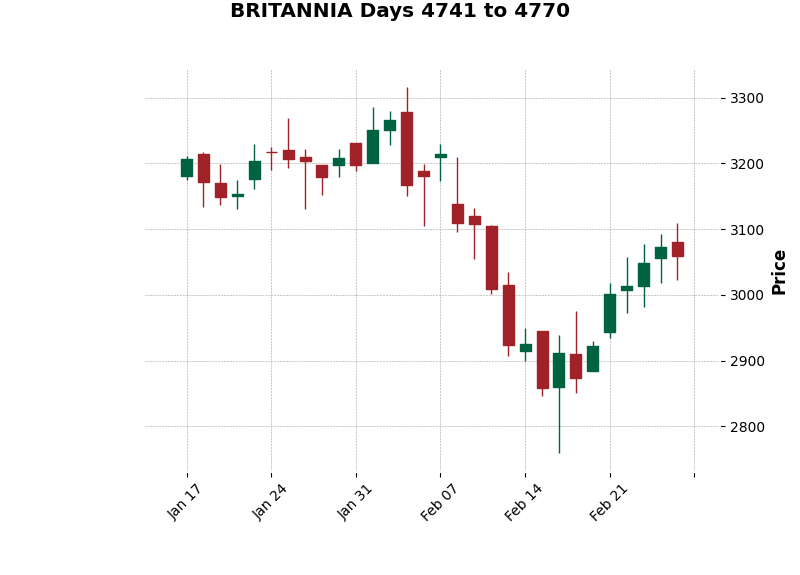 BRITANNIA Days 4741 to 4770
3300
3200
3100
3000
2900
2800
Price
Jan 17
Jan 24
Jan 31
Feb 07
Feb 14
Feb 21